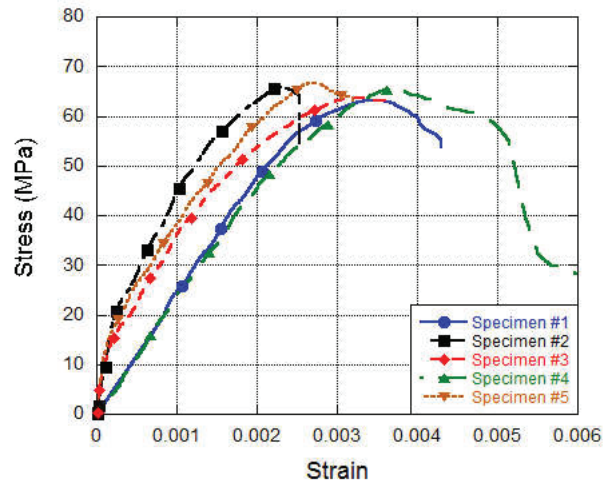 80
70
60
50
40
30
20
10
0
Stress (MPa)
Specimen #1
Specimen #2
Specimen #3
Specimen #4
Specimen #5
0 0.001 0.002 0.003 0.004 0.005 0.006
Strain